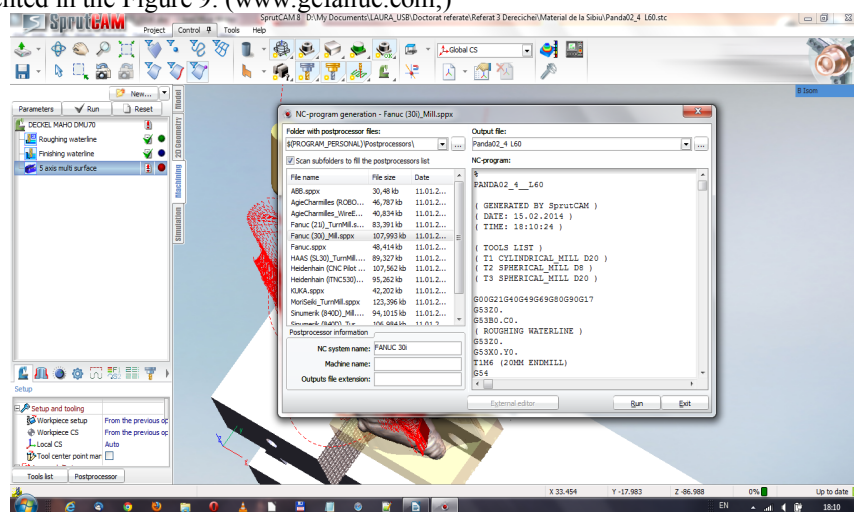 ented in the Figure 9. (www.gefanuc.com,)
SprutCAM
SprutCAM 8 D:\My Documents\LAURA_USB\Doctorat referate\Referat 3 Derecichei\Material de la Sibiu\Panda02_4 L60.stc
Project Control Tools Help
Global CS
New...
B Isom
Parameters Run Reset
DECKEL MAHO DMU70
Roughing waterline
Finishing waterline
5 axis multi surface
Model
2D Geometry
Machining
Simulation
NC-program generation - Fanuc (30i)_Mill.sppx
Folder with postprocessor files:
$(PROGRAM_PERSONAL)\Postprocessors\
...
Scan subfolders to fill the postprocessors list
File name File size Date
ABB.sppx 30,48 kb 11.01.2...
AgieCharmilles (ROBO... 46,787 kb 11.01.2...
AgieCharmilles_WireE... 40,834 kb 11.01.2...
Fanuc (21i)_TurnMill.s... 83,391 kb 11.01.2...
Fanuc (30i)_Mill.sppx 107,993 kb 11.01.2...
Fanuc.sppx 48,414 kb 11.01.2...
HAAS (SL30)_TurnMill.... 89,327 kb 11.01.2...
Heidenhain (CNC Pilot ... 107,562 kb 11.01.2...
Heidenhain (iTNC530)... 95,262 kb 11.01.2...
KUKA.sppx 42,202 kb 11.01.2...
MoriSeiki_TurnMill.sppx 123,396 kb 11.01.2...
Sinumerik (840D)_Mill.... 94,1015 kb 11.01.2...
Sinumerik (840D)_Tur... 106,984 kb 11.01.2
Postprocessor information
NC system name: FANUC 30i
Machine name:
Outputs file extension:
Output file:
Panda02_4 L60
...
NC-program:
%
PANDA02_4__L60
( GENERATED BY SprutCAM )
( DATE: 15.02.2014 )
( TIME: 18:10:24 )
( TOOLS LIST )
( T1 CYLINDRICAL_MILL D20 )
( T2 SPHERICAL_MILL D8 )
( T3 SPHERICAL_MILL D20 )
G00G21G40G49G69G80G90G17
G53Z0.
G53B0.C0.
( ROUGHING WATERLINE )
G53Z0.
G53X0.Y0.
T1M6 (20MM ENDMILL)
G54
External editor Run Exit
Setup
Setup and tooling
Workpiece setup From the previous op
Workpiece CS From the previous op
Local CS Auto
Tool center point mar
Tools list Postprocessor
X 33.454 Y -17.983 Z -86.988 0% Up to date
EN 18:10